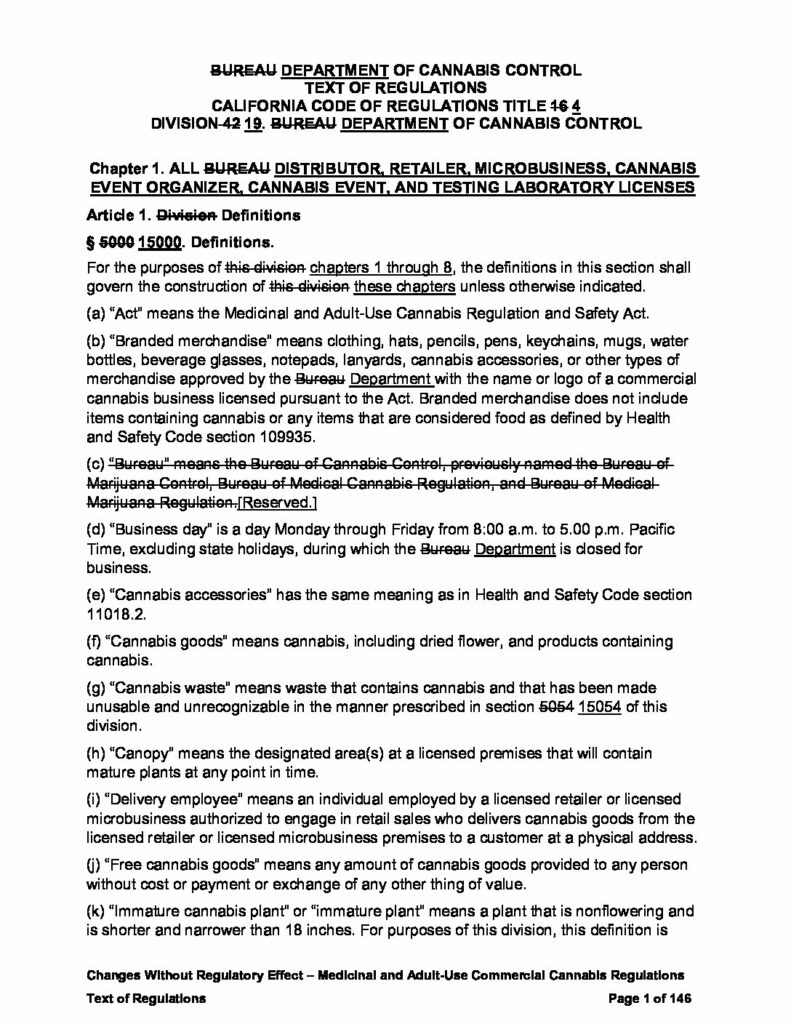 BUREAU DEPARTMENT OF CANNABIS CONTROL
TEXT OF REGULATIONS
CALIFORNIA CODE OF REGULATIONS TITLE 16 4
DIVISION 42 19. BUREAU DEPARTMENT OF CANNABIS CONTROL
Chapter 1. ALL BUREAU DISTRIBUTOR, RETAILER, MICROBUSINESS, CANNABIS
EVENT ORGANIZER, CANNABIS EVENT, AND TESTING LABORATORY LICENSES
Article 1. Division Definitions
§ 5000 15000. Definitions.
For the purposes of this division chapters 1 through 8, the definitions in this section shall
govern the construction of this division these chapters unless otherwise indicated.
(a) “Act” means the Medicinal and Adult-Use Cannabis Regulation and Safety Act.
(b) “Branded merchandise” means clothing, hats, pencils, pens, keychains, mugs, water
bottles, beverage glasses, notepads, lanyards, cannabis accessories, or other types of
merchandise approved by the Bureau Department with the name or logo of a commercial
cannabis business licensed pursuant to the Act. Branded merchandise does not include
items containing cannabis or any items that are considered food as defined by Health
and Safety Code section 109935.
(c) “Bureau” means the Bureau of Cannabis Control, previously named the Bureau of
Marijuana Control, Bureau of Medical Cannabis Regulation, and Bureau of Medical
Marijuana Regulation.[Reserved.]
(d) “Business day” is a day Monday through Friday from 8:00 a.m. to 5.00 p.m. Pacific
Time, excluding state holidays, during which the Bureau Department is closed for
business.
(e) “Cannabis accessories” has the same meaning as in Health and Safety Code section
11018.2.
(f) “Cannabis goods” means cannabis, including dried flower, and products containing
cannabis.
(g) “Cannabis waste” means waste that contains cannabis and that has been made
unusable and unrecognizable in the manner prescribed in section 5054 15054 of this
division.
(h) “Canopy” means the designated area(s) at a licensed premises that will contain
mature plants at any point in time.
(i) “Delivery employee” means an individual employed by a licensed retailer or licensed
microbusiness authorized to engage in retail sales who delivers cannabis goods from the
licensed retailer or licensed microbusiness premises to a customer at a physical address.
(j) “Free cannabis goods” means any amount of cannabis goods provided to any person
without cost or payment or exchange of any other thing of value.
(k) “Immature cannabis plant” or “immature plant” means a plant that is nonflowering and
is shorter and narrower than 18 inches. For purposes of this division, this definition is
Changes Without Regulatory Effect – Medicinal and Adult-Use Commercial Cannabis Regulations
Text of Regulations Page 1 of 146